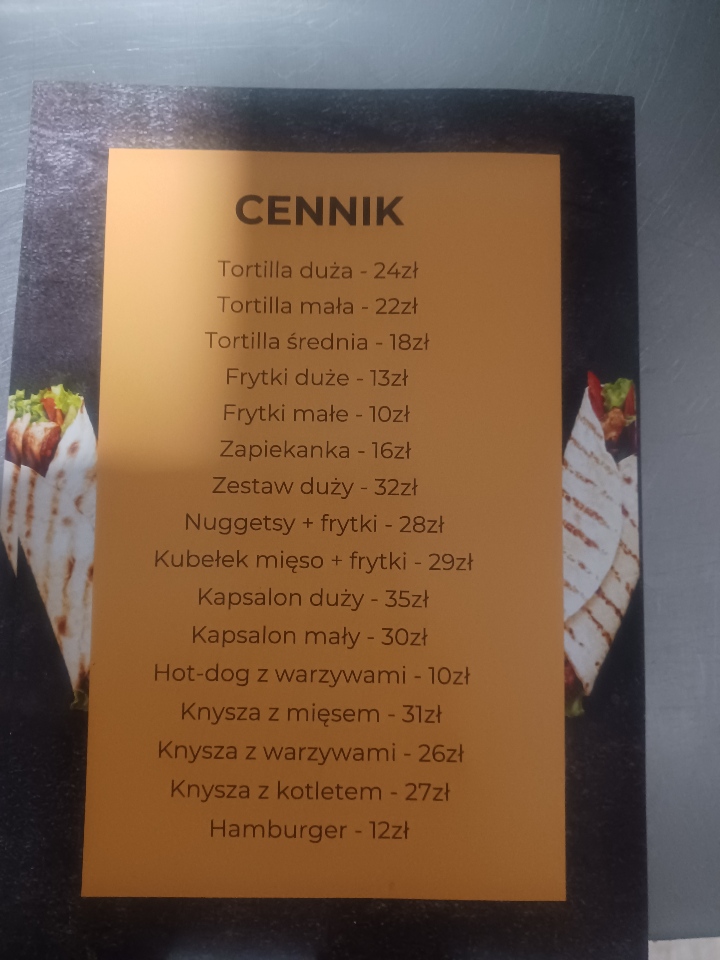 CENNIK
Tortilla duża - 24zł
Tortilla mała - 22zł
Tortilla średnia - 18zł
Frytki duże - 13zł
Frytki małe - 10zł
Zapiekanka - 16zł
Zestaw duży - 32zł
Nuggetsy + frytki - 28zł
Kubełek mięso + frytki - 29zł
Kapsalon duży - 35zł
Kapsalon mały - 30zł
Hot-dog z warzywami - 10zł
Knysza z mięsem - 31zł
Knysza z warzywami - 26zł
Knysza z kotletem - 27zł
Hamburger - 12zł